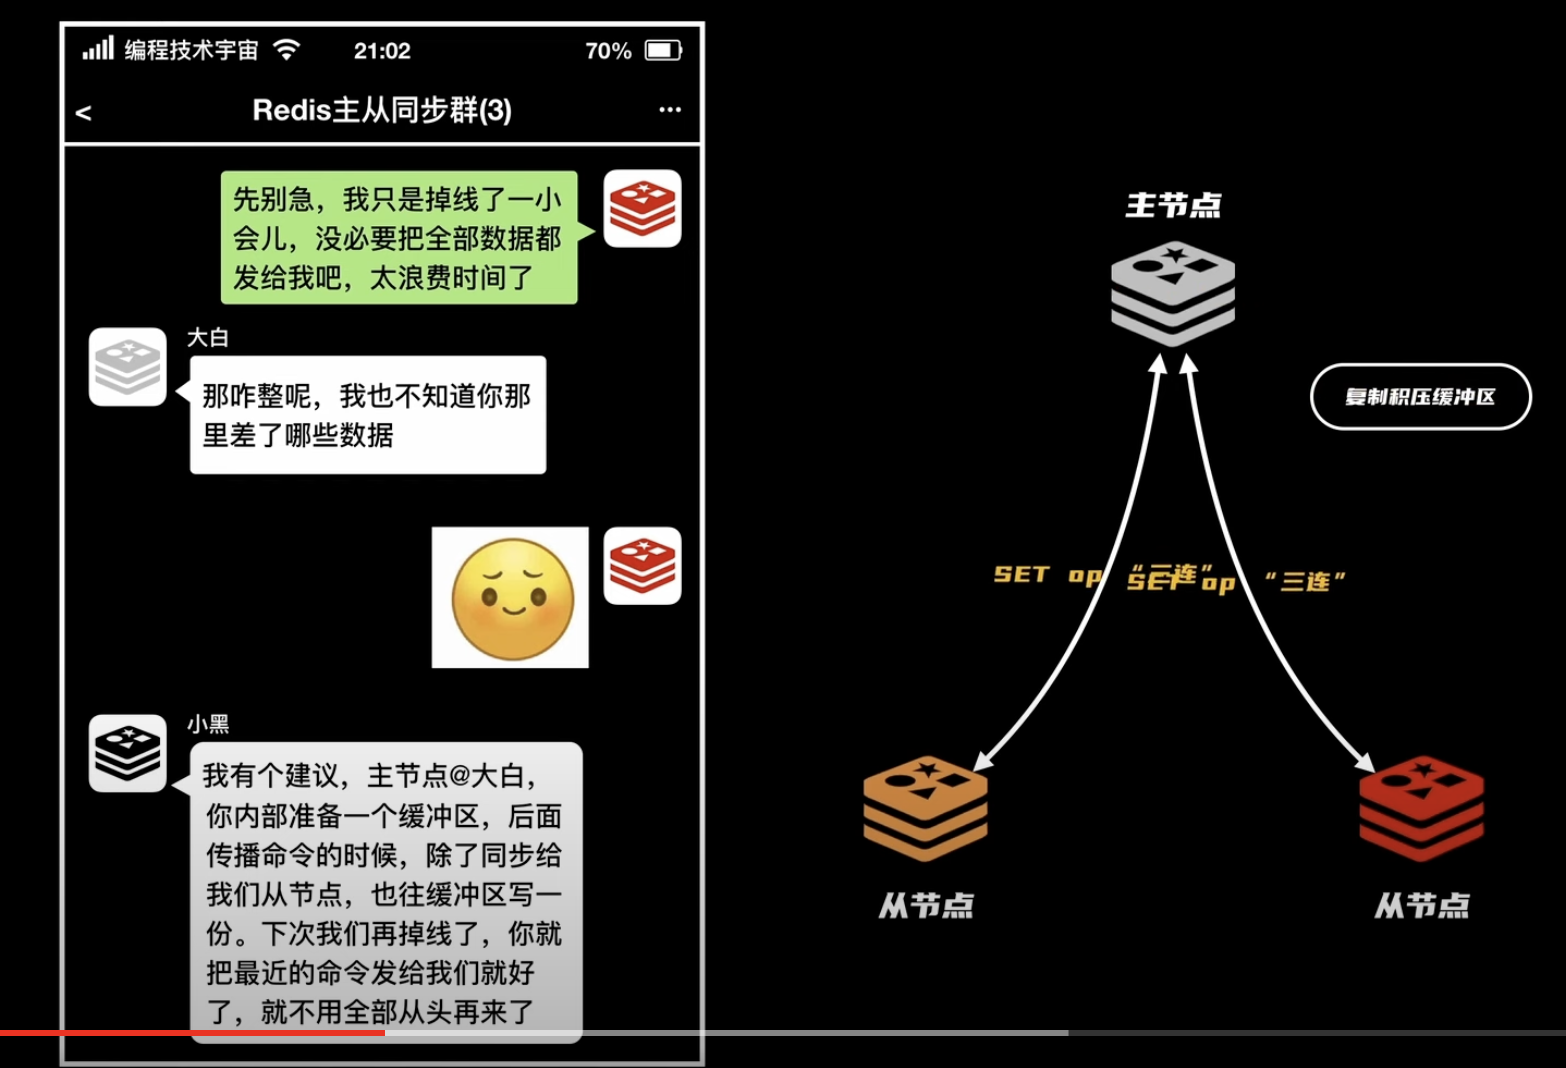 编程技术宇宙
21:02
70%
<
Redis主从同步群(3)
···
先别急，我只是掉线了一小
会儿，没必要把全部数据都
发给我吧，太浪费时间了
大白
那咋整呢，我也不知道你那
里差了哪些数据
小黑
我有个建议，主节点@大白，
你内部准备一个缓冲区，后面
传播命令的时候，除了同步给
我们从节点，也往缓冲区写一
份。下次我们再掉线了，你就
把最近的命令发给我们就好
了，就不用全部从头再来了
主节点
复制积压缓冲区
SET op “三连”
SET op “三连”
从节点
从节点